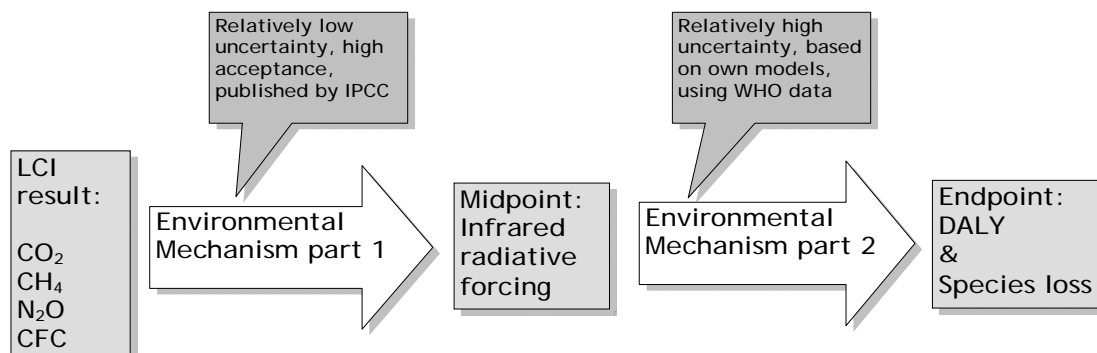 Relatively low
uncertainty, high
acceptance,
published by IPCC
Relatively high
uncertainty, based
on own models,
using WHO data
LCI
result:
CO₂
CH₄
N₂O
CFC
Environmental
Mechanism part 1
Midpoint:
Infrared
radiative
forcing
Environmental
Mechanism part 2
Endpoint:
DALY
&
Species loss